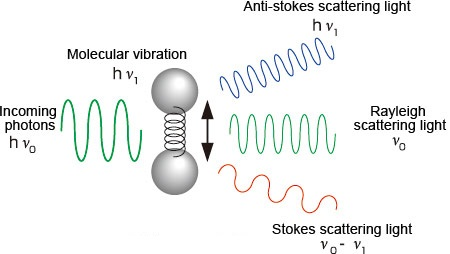 Anti-stokes scattering light
h ν1
Molecular vibration
h ν1
Incoming
photons
h ν0
Rayleigh
scattering light
ν0
Stokes scattering light
ν0 - ν1